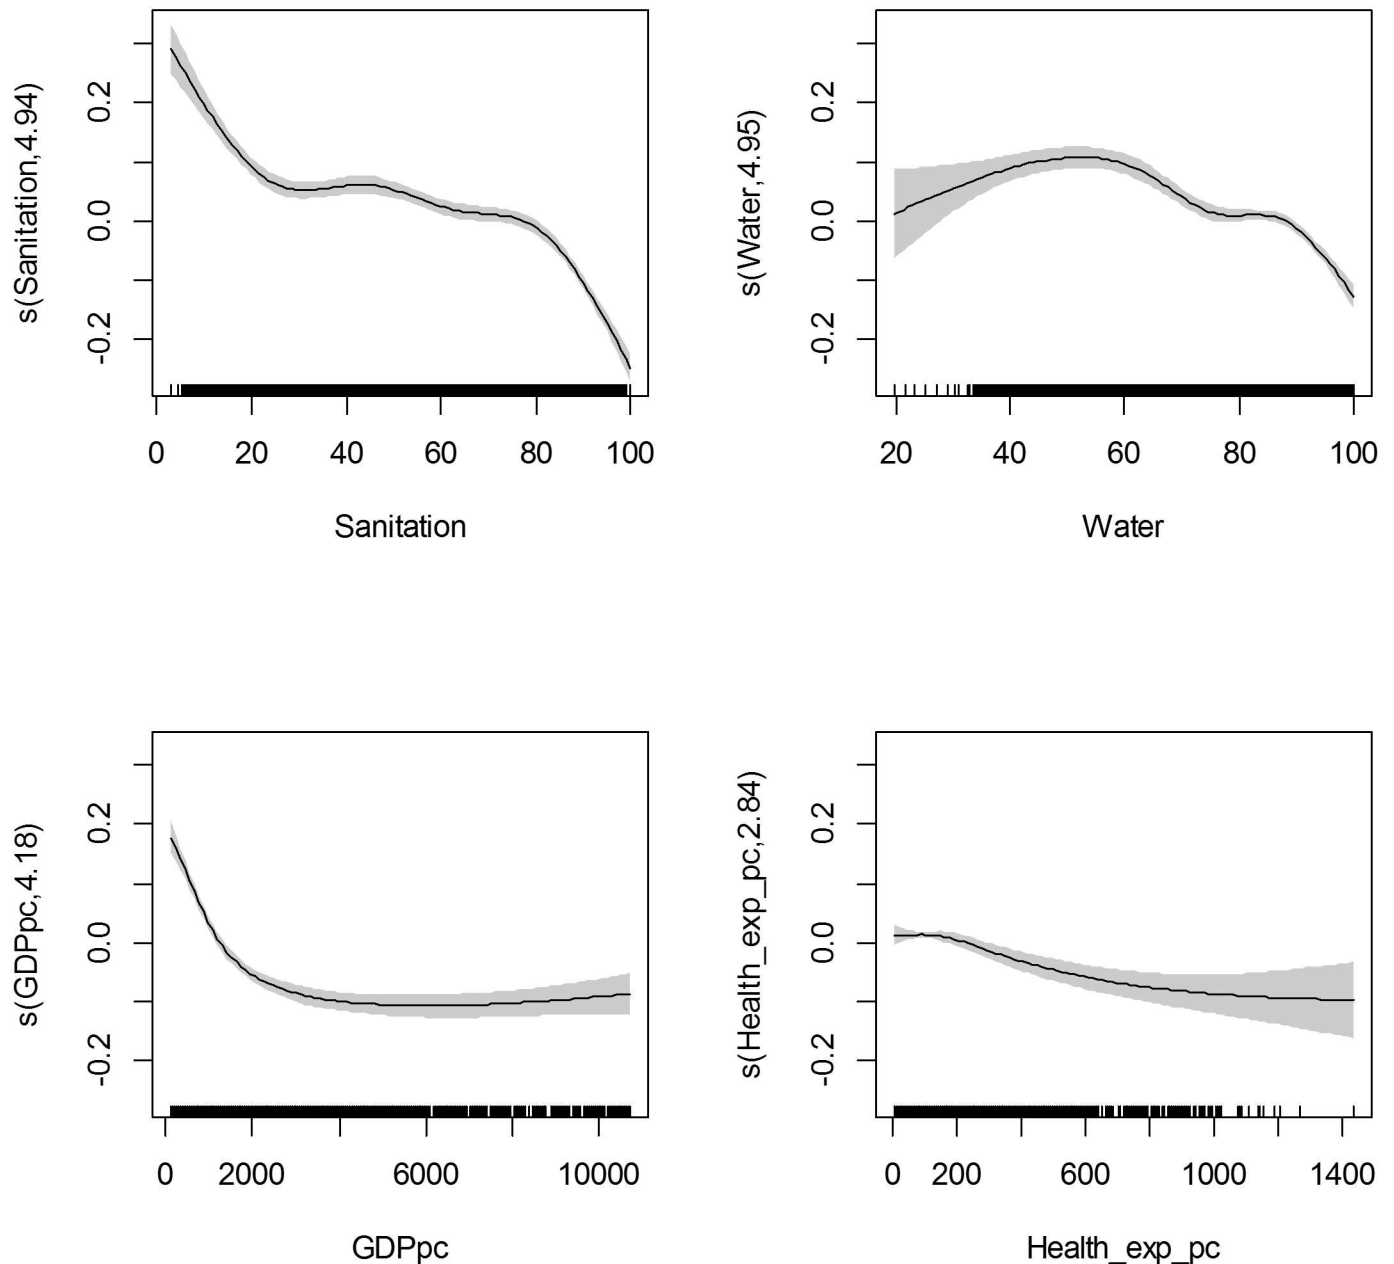 s(Sanitation,4.94)
-0.2 0.0 0.2
0 20 40 60 80 100
Sanitation
s(Water,4.95)
-0.2 0.0 0.2
20 40 60 80 100
Water
s(GDPpc,4.18)
-0.2 0.0 0.2
0 2000 6000 10000
GDPpc
s(Health_exp_pc,2.84)
-0.2 0.0 0.2
0 200 600 1000 1400
Health_exp_pc